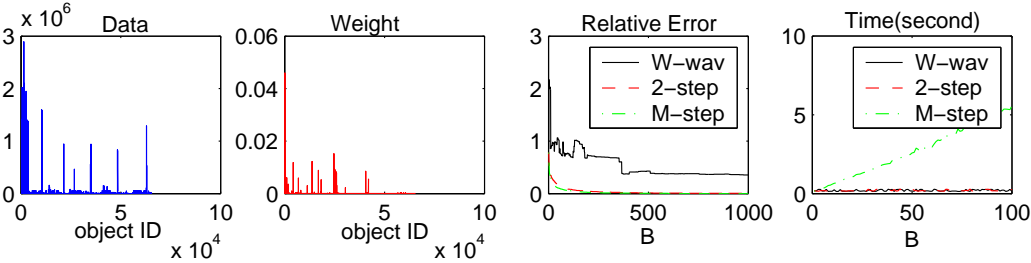 x 10^6
Data
3
2
1
0
0 5 10
object ID
x 10^4
Weight
0.06
0.04
0.02
0
0 5 10
object ID
x 10^4
Relative Error
3
2
1
0
0 500 1000
B
W-wav
2-step
M-step
Time(second)
10
5
0
0 50 100
B
W-wav
2-step
M-step